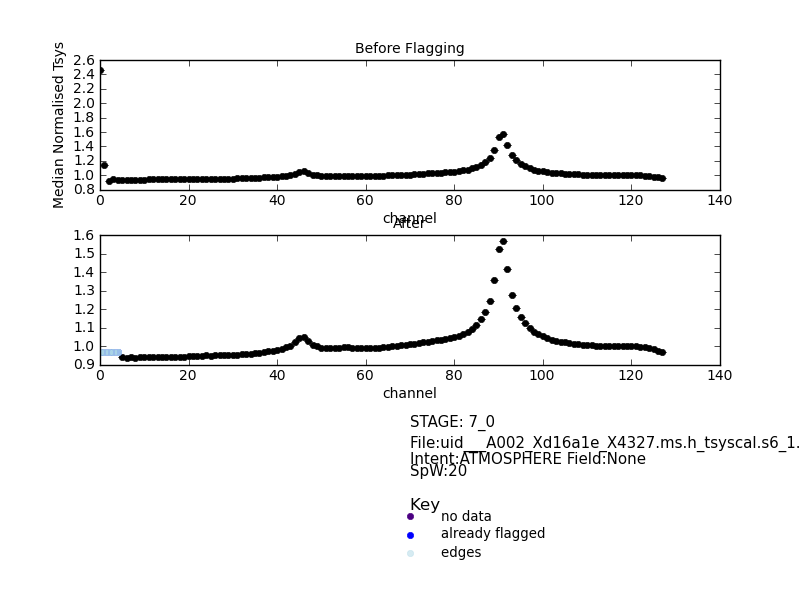 Before Flagging
Median Normalised Tsys
2.6
2.4
2.2
2.0
1.8
1.6
1.4
1.2
1.0
0.8
0 20 40 60 80 100 120 140
channel
After
1.6
1.5
1.4
1.3
1.2
1.1
1.0
0.9
0 20 40 60 80 100 120 140
channel
STAGE: 7_0
File:uid___A002_Xd16a1e_X4327.ms.h_tsyscal.s6_1.
Intent:ATMOSPHERE Field:None
SpW:20
Key
no data
already flagged
edges